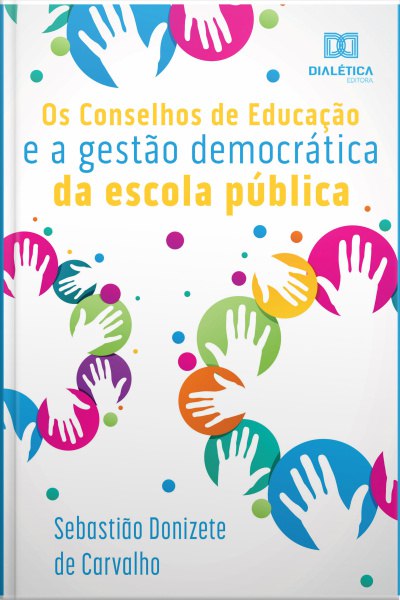 DIALÉTICA
EDITORA
Os Conselhos de Educação
e a gestão democrática
da escola pública
Sebastião Donizete
de Carvalho